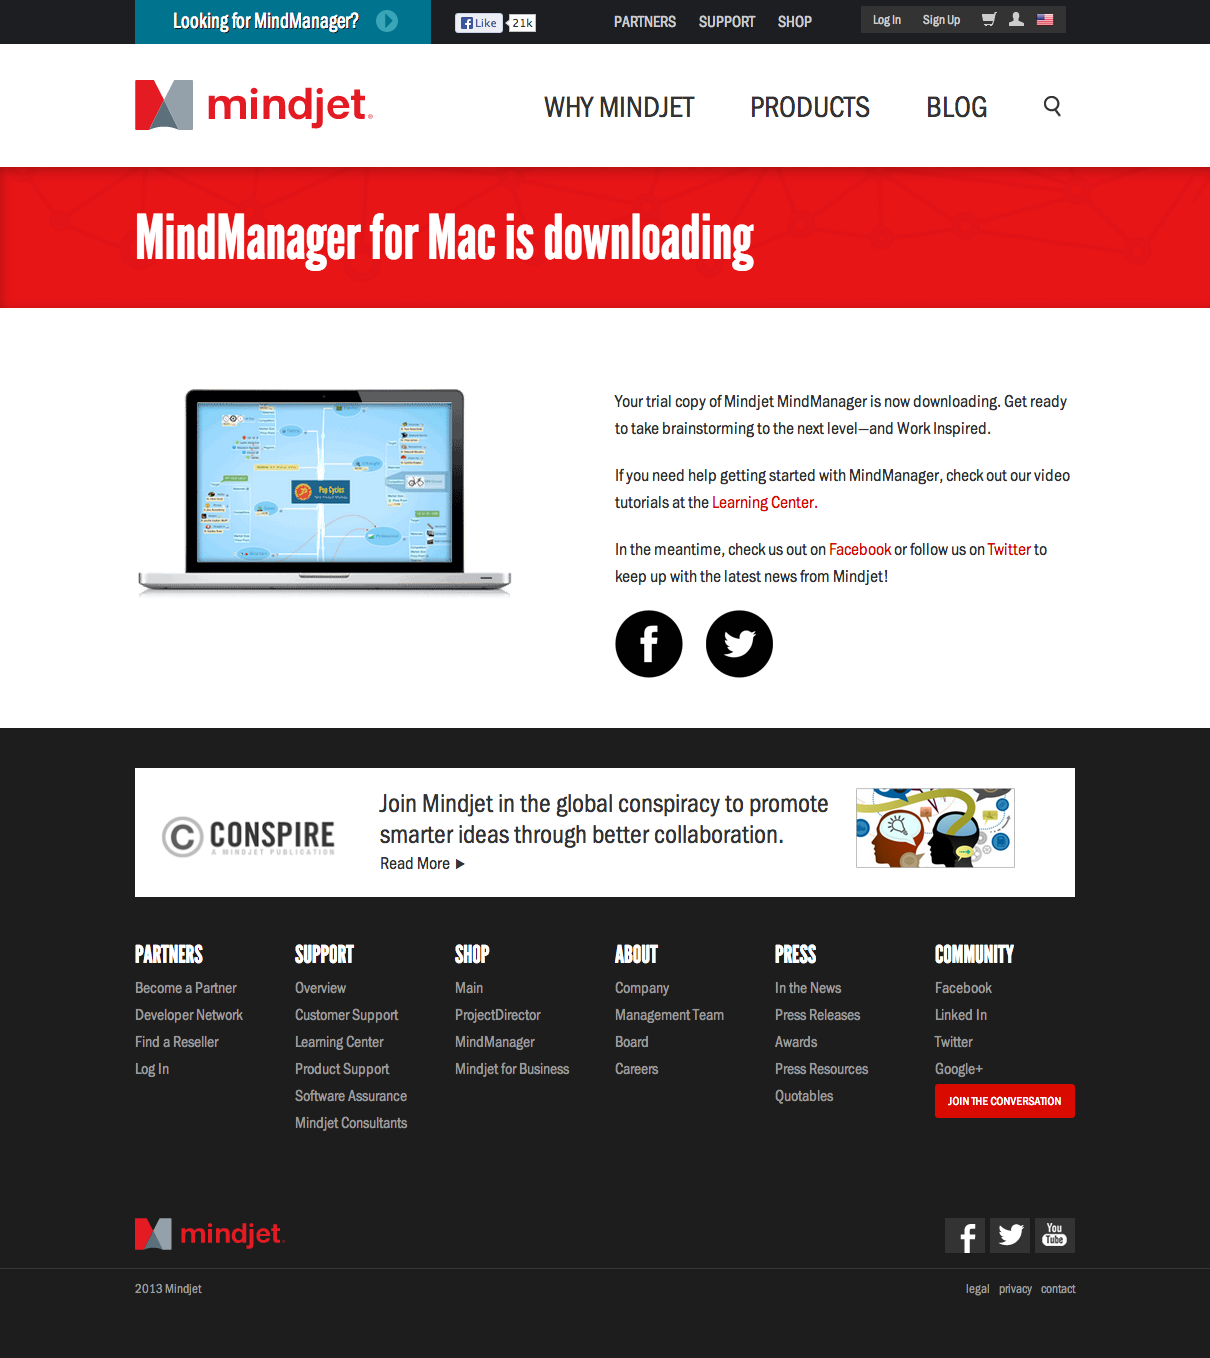 Looking for MindManager?
Like
21k
PARTNERS
SUPPORT
SHOP
Log In
Sign Up
mindjet
WHY MINDJET
PRODUCTS
BLOG
MindManager for Mac is downloading
Pop Cycles
Your trial copy of Mindjet MindManager is now downloading. Get ready
to take brainstorming to the next level—and Work Inspired.
If you need help getting started with MindManager, check out our video
tutorials at the Learning Center.
In the meantime, check us out on Facebook or follow us on Twitter to
keep up with the latest news from Mindjet!
C CONSPIRE
A MINDJET PUBLICATION
Join Mindjet in the global conspiracy to promote
smarter ideas through better collaboration.
Read More
PARTNERS
Become a Partner
Developer Network
Find a Reseller
Log In
SUPPORT
Overview
Customer Support
Learning Center
Product Support
Software Assurance
Mindjet Consultants
SHOP
Main
ProjectDirector
MindManager
Mindjet for Business
ABOUT
Company
Management Team
Board
Careers
PRESS
In the News
Press Releases
Awards
Press Resources
Quotables
COMMUNITY
Facebook
Linked In
Twitter
Google+
JOIN THE CONVERSATION
mindjet
You
Tube
2013 Mindjet
legal
privacy
contact